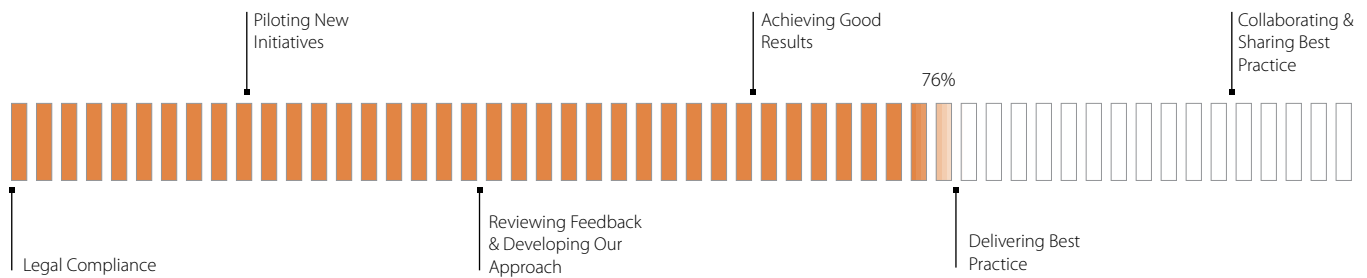 Piloting New
Initiatives
Achieving Good
Results
Collaborating &
Sharing Best
Practice
76%
Legal Compliance
Reviewing Feedback
& Developing Our
Approach
Delivering Best
Practice